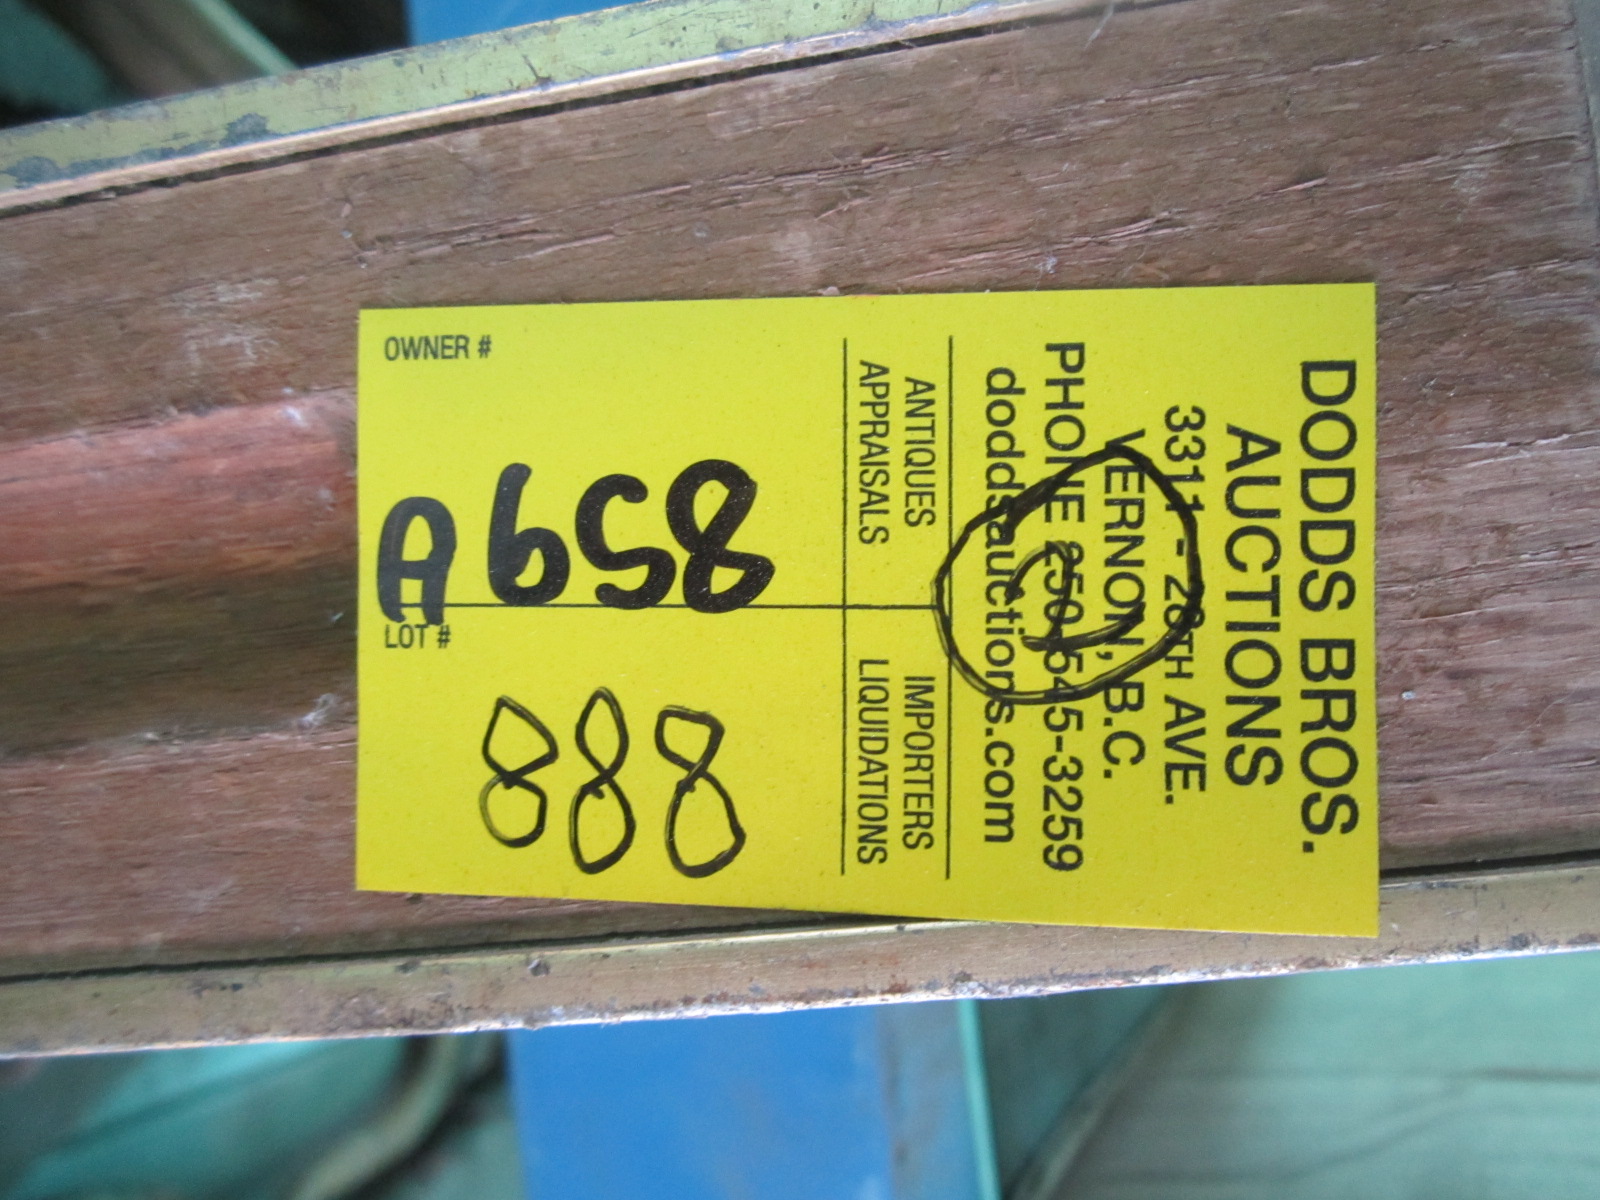 DODDS BROS.
AUCTIONS
3311 - 28TH AVE.
VERNON, B.C.
PHONE 250-545-3259
doddsauctions.com
ANTIQUES IMPORTERS
APPRAISALS LIQUIDATIONS
OWNER #
859A
LOT #
888